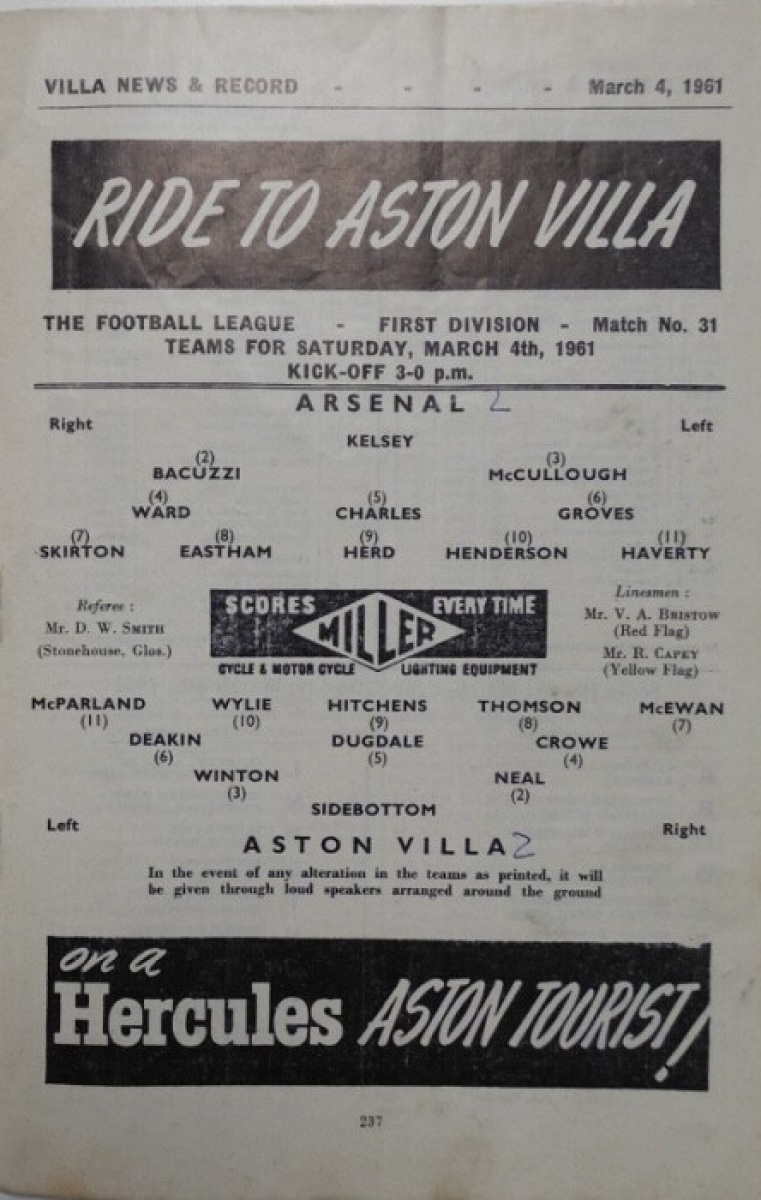 VILLA NEWS & RECORD - - - - March 4, 1961
RIDE TO ASTON VILLA
THE FOOTBALL LEAGUE - FIRST DIVISION - Match No. 31
TEAMS FOR SATURDAY, MARCH 4th, 1961
KICK-OFF 3-0 p.m.
ARSENAL 2
Right Left
KELSEY
(2) (3)
BACUZZI McCULLOUGH
(4) (5) (6)
WARD CHARLES GROVES
(7) (8) (9) (10) (11)
SKIRTON EASTHAM HERD HENDERSON HAVERTY
Referee :
Mr. D. W. SMITH
(Stonehouse, Glos.)
SCORES EVERY TIME
MILLER
CYCLE & MOTOR CYCLE LIGHTING EQUIPMENT
Linesmen :
Mr. V. A. BRISTOW
(Red Flag)
Mr. R. CAPEY
(Yellow Flag)
McPARLAND WYLIE HITCHENS THOMSON McEWAN
(11) (10) (9) (8) (7)
DEAKIN DUGDALE CROWE
(6) (5) (4)
WINTON NEAL
(3) (2)
SIDEBOTTOM
Left Right
ASTON VILLA 2
In the event of any alteration in the teams as printed, it will
be given through loud speakers arranged around the ground
on a
Hercules ASTON TOURIST!
237